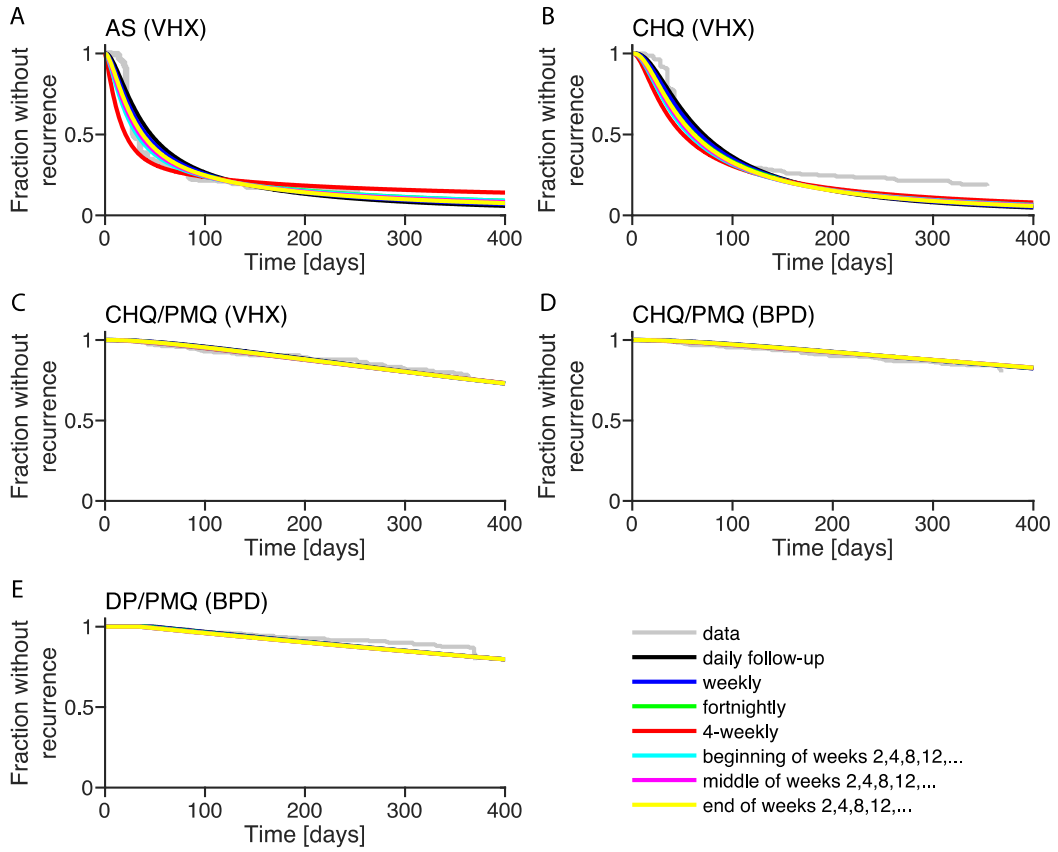 A
AS (VHX)
Fraction without
recurrence
1
0.5
0
0 100 200 300 400
Time [days]
B
CHQ (VHX)
Fraction without
recurrence
1
0.5
0
0 100 200 300 400
Time [days]
C
CHQ/PMQ (VHX)
Fraction without
recurrence
1
0.5
0
0 100 200 300 400
Time [days]
D
CHQ/PMQ (BPD)
Fraction without
recurrence
1
0.5
0
0 100 200 300 400
Time [days]
E
DP/PMQ (BPD)
Fraction without
recurrence
1
0.5
0
0 100 200 300 400
Time [days]
data
daily follow-up
weekly
fortnightly
4-weekly
beginning of weeks 2,4,8,12,...
middle of weeks 2,4,8,12,...
end of weeks 2,4,8,12,...